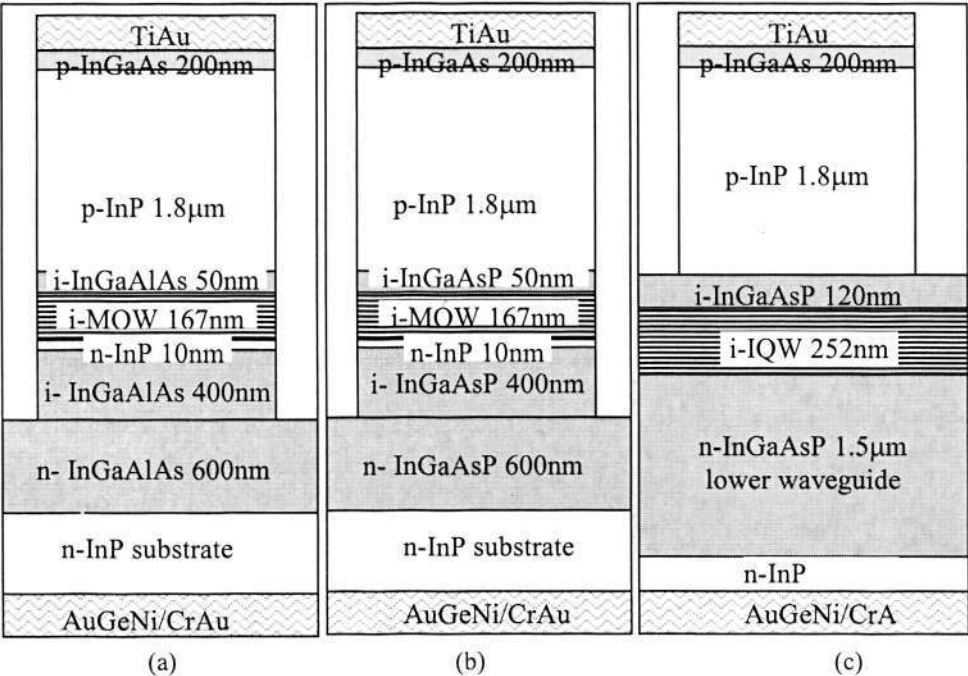 TiAu
p-InGaAs 200nm
p-InP 1.8μm
i-InGaAlAs 50nm
i-MQW 167nm
n-InP 10nm
i- InGaAlAs 400nm
n- InGaAlAs 600nm
n-InP substrate
AuGeNi/CrAu
(a)
TiAu
p-InGaAs 200nm
p-InP 1.8μm
i-InGaAsP 50nm
i-MQW 167nm
n-InP 10nm
i- InGaAsP 400nm
n- InGaAsP 600nm
n-InP substrate
AuGeNi/CrAu
(b)
TiAu
p-InGaAs 200nm
p-InP 1.8μm
i-InGaAsP 120nm
i-IQW 252nm
n-InGaAsP 1.5μm
lower waveguide
n-InP
AuGeNi/CrA
(c)